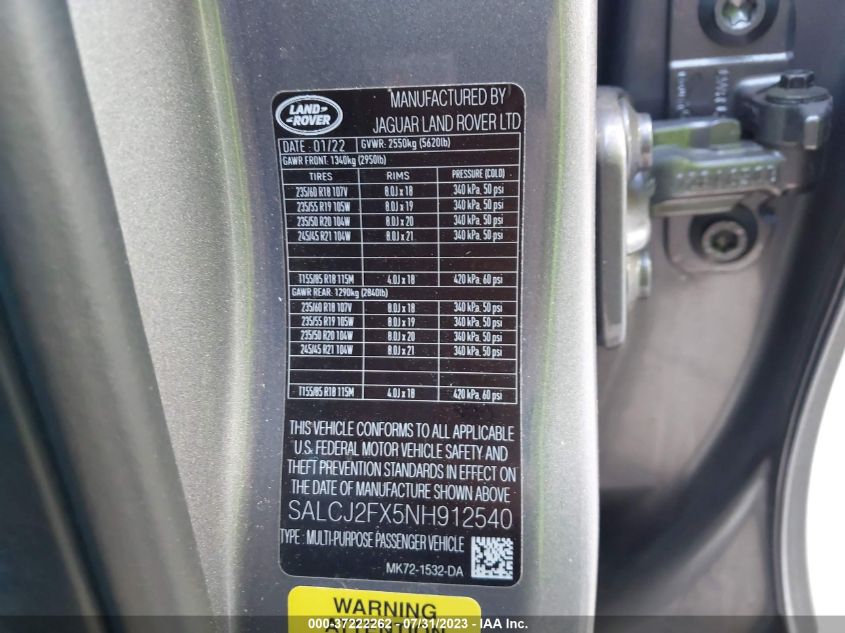 LAND
ROVER
MANUFACTURED BY
JAGUAR LAND ROVER LTD
DATE : 01/22 GVWR: 2550kg (5620lb)
GAWR FRONT: 1340kg (2950lb)
TIRES RIMS PRESSURE (COLD)
235/60 R18 107V 8.0J x 18 340 kPa, 50 psi
235/55 R19 105W 8.0J x 19 340 kPa, 50 psi
235/50 R20 104W 8.0J x 20 340 kPa, 50 psi
245/45 R21 104W 8.0J x 21 340 kPa, 50 psi
T155/85 R18 115M 4.0J x 18 420 kPa, 60 psi
GAWR REAR: 1290kg (2840lb)
235/60 R18 107V 8.0J x 18 340 kPa, 50 psi
235/55 R19 105W 8.0J x 19 340 kPa, 50 psi
235/50 R20 104W 8.0J x 20 340 kPa, 50 psi
245/45 R21 104W 8.0J x 21 340 kPa, 50 psi
T155/85 R18 115M 4.0J x 18 420 kPa, 60 psi
THIS VEHICLE CONFORMS TO ALL APPLICABLE
U.S. FEDERAL MOTOR VEHICLE SAFETY AND
THEFT PREVENTION STANDARDS IN EFFECT ON
THE DATE OF MANUFACTURE SHOWN ABOVE
SALCJ2FX5NH912540
TYPE : MULTI-PURPOSE PASSENGER VEHICLE
MK72-1532-DA
WARNING
ATTENTION
000-37222262 - 07/31/2023 - © IAA, Inc.